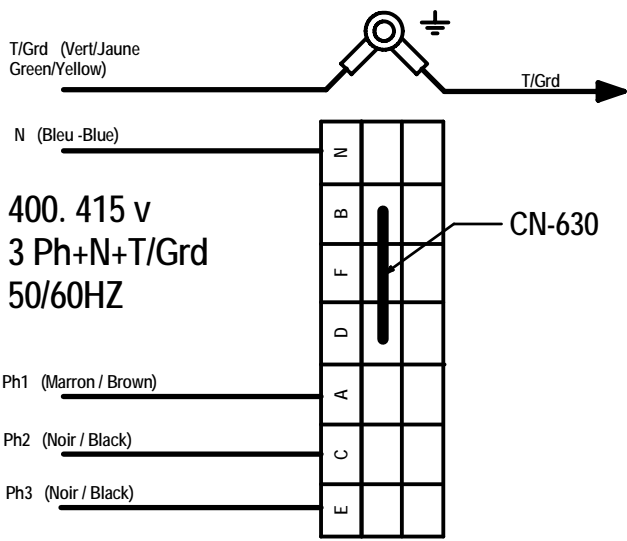 T/Grd (Vert/Jaune
Green/Yellow)
T/Grd
N (Bleu -Blue)
N
400. 415 v
3 Ph+N+T/Grd
50/60HZ
B
CN-630
F
D
Ph1 (Marron / Brown)
A
Ph2 (Noir / Black)
C
Ph3 (Noir / Black)
E